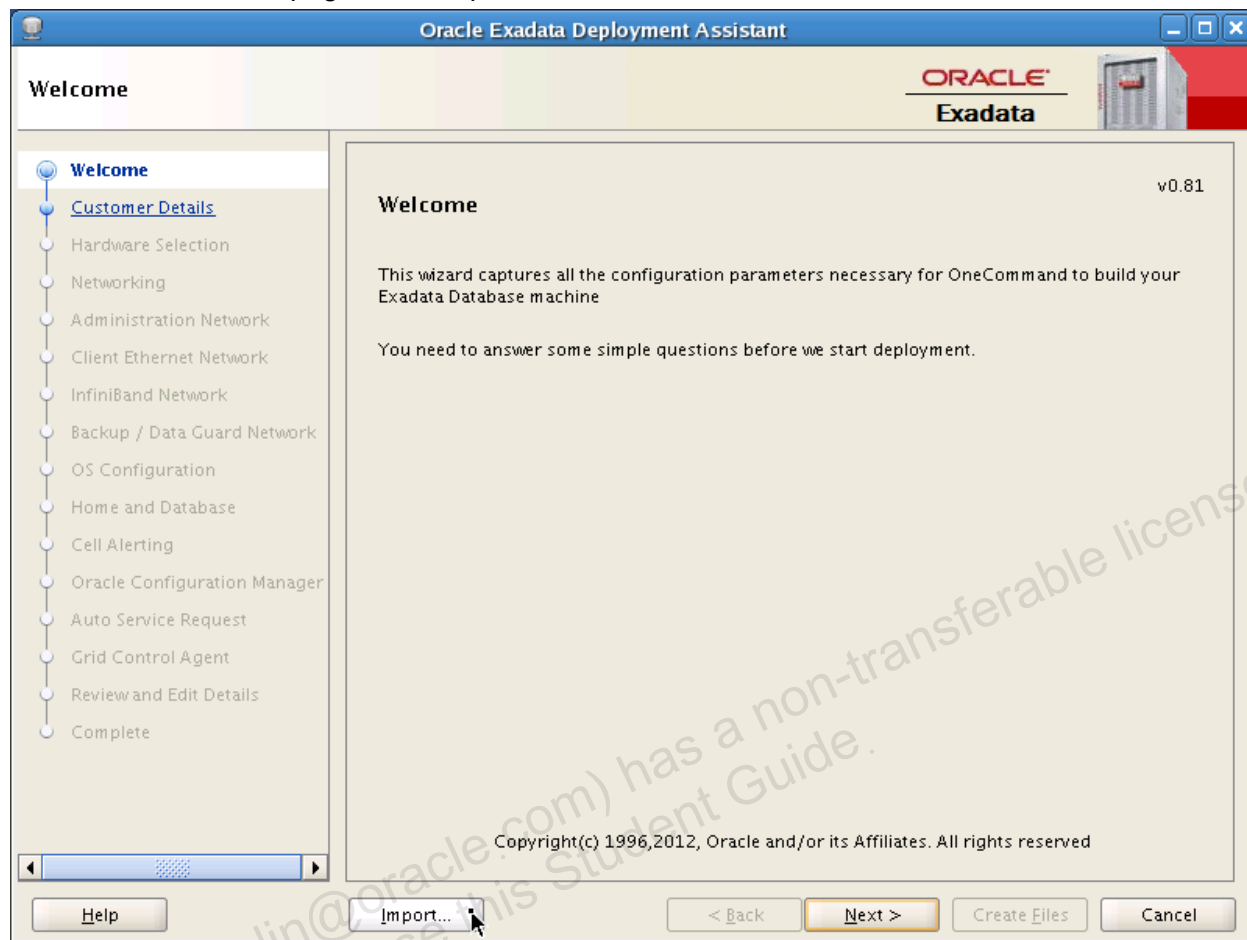 Oracle Exadata Deployment Assistant
Welcome
ORACLE
Exadata
Welcome
Customer Details
Hardware Selection
Networking
Administration Network
Client Ethernet Network
InfiniBand Network
Backup / Data Guard Network
OS Configuration
Home and Database
Cell Alerting
Oracle Configuration Manager
Auto Service Request
Grid Control Agent
Review and Edit Details
Complete
v0.81
Welcome
This wizard captures all the configuration parameters necessary for OneCommand to build your
Exadata Database machine
You need to answer some simple questions before we start deployment.
Copyright(c) 1996,2012, Oracle and/or its Affiliates. All rights reserved
Help
Import...
< Back
Next >
Create Files
Cancel
oracle.com) has a non-transferable
this Student Guide.